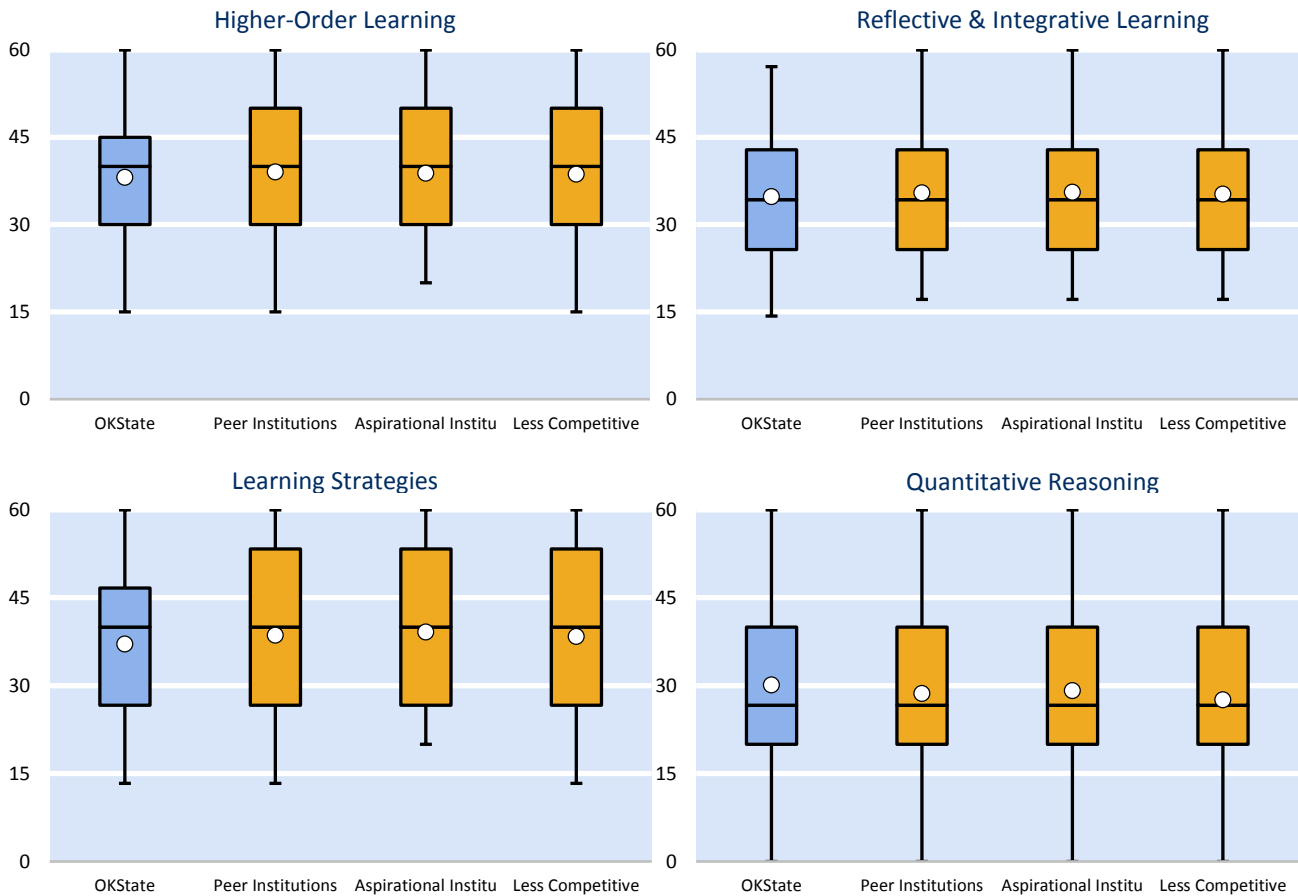 Higher-Order Learning
60
45
30
15
0
OKState Peer Institutions Aspirational Institu Less Competitive
Reflective & Integrative Learning
60
45
30
15
0
OKState Peer Institutions Aspirational Institu Less Competitive
Learning Strategies
60
45
30
15
0
OKState Peer Institutions Aspirational Institu Less Competitive
Quantitative Reasoning
60
45
30
15
0
OKState Peer Institutions Aspirational Institu Less Competitive